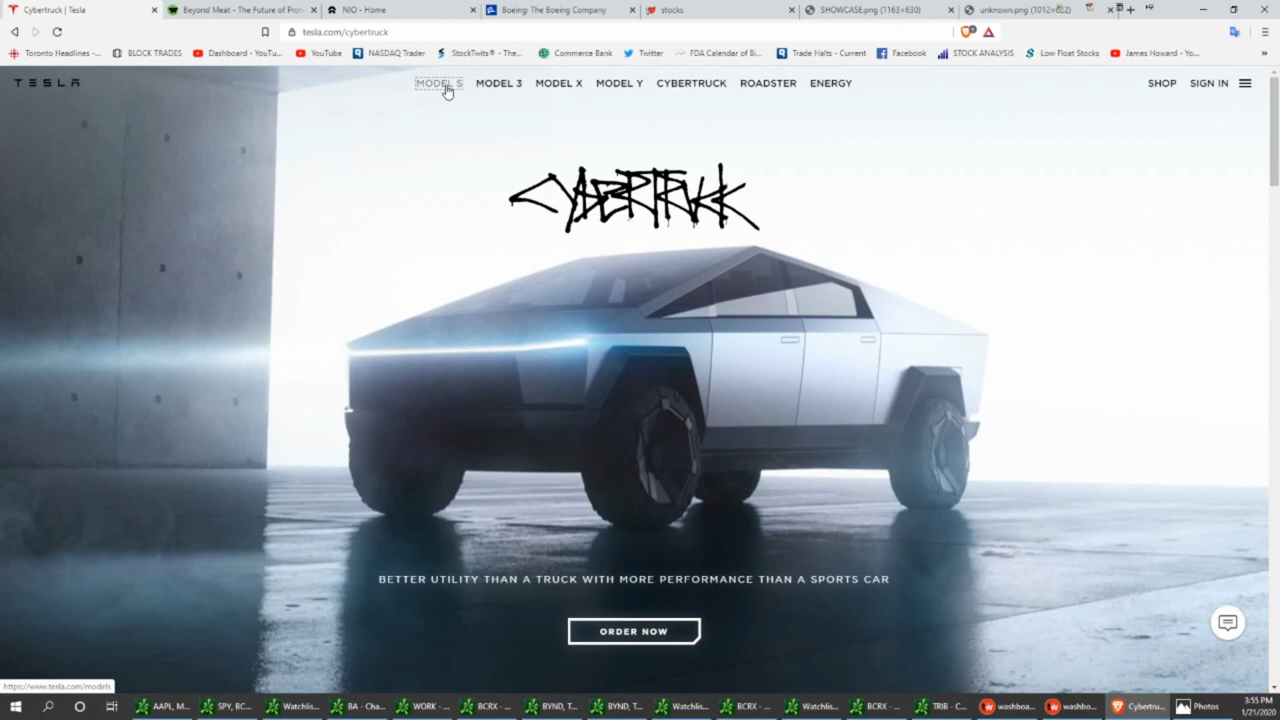 Cybertruck | Tesla
Beyond Meat - The Future of Prot
NIO - Home
Boeing: The Boeing Company
stocks
SHOWCASE.png (1163×630)
tesla.com/cybertruck
Toronto Headlines -...
BLOCK TRADES
Dashboard - YouTu...
YouTube
NASDAQ Trader
StockTwits® - The...
Commerce Bank
Twitter
FDA Calendar of Bi...
Trade Halts - Current
Facebook
STOCK ANALYSIS
Low Float Stocks
James Howard - Yo...
TESLA
MODEL S
MODEL 3
MODEL X
MODEL Y
CYBERTRUCK
ROADSTER
ENERGY
SHOP
SIGN IN
CYBERTRUCK
BETTER UTILITY THAN A TRUCK WITH MORE PERFORMANCE THAN A SPORTS CAR
ORDER NOW
https://www.tesla.com/models
AAPL, M...
SPY, BC...
Watchlis...
BA - Cha...
WORK - ...
BCRX - ...
BYND, T...
BYND, T...
Watchlis...
BCRX - ...
Watchlis...
BCRX - ...
TRIB - C...
washboa...
washbo...
Cybertru...
Photos
3:55 PM
1/21/2020